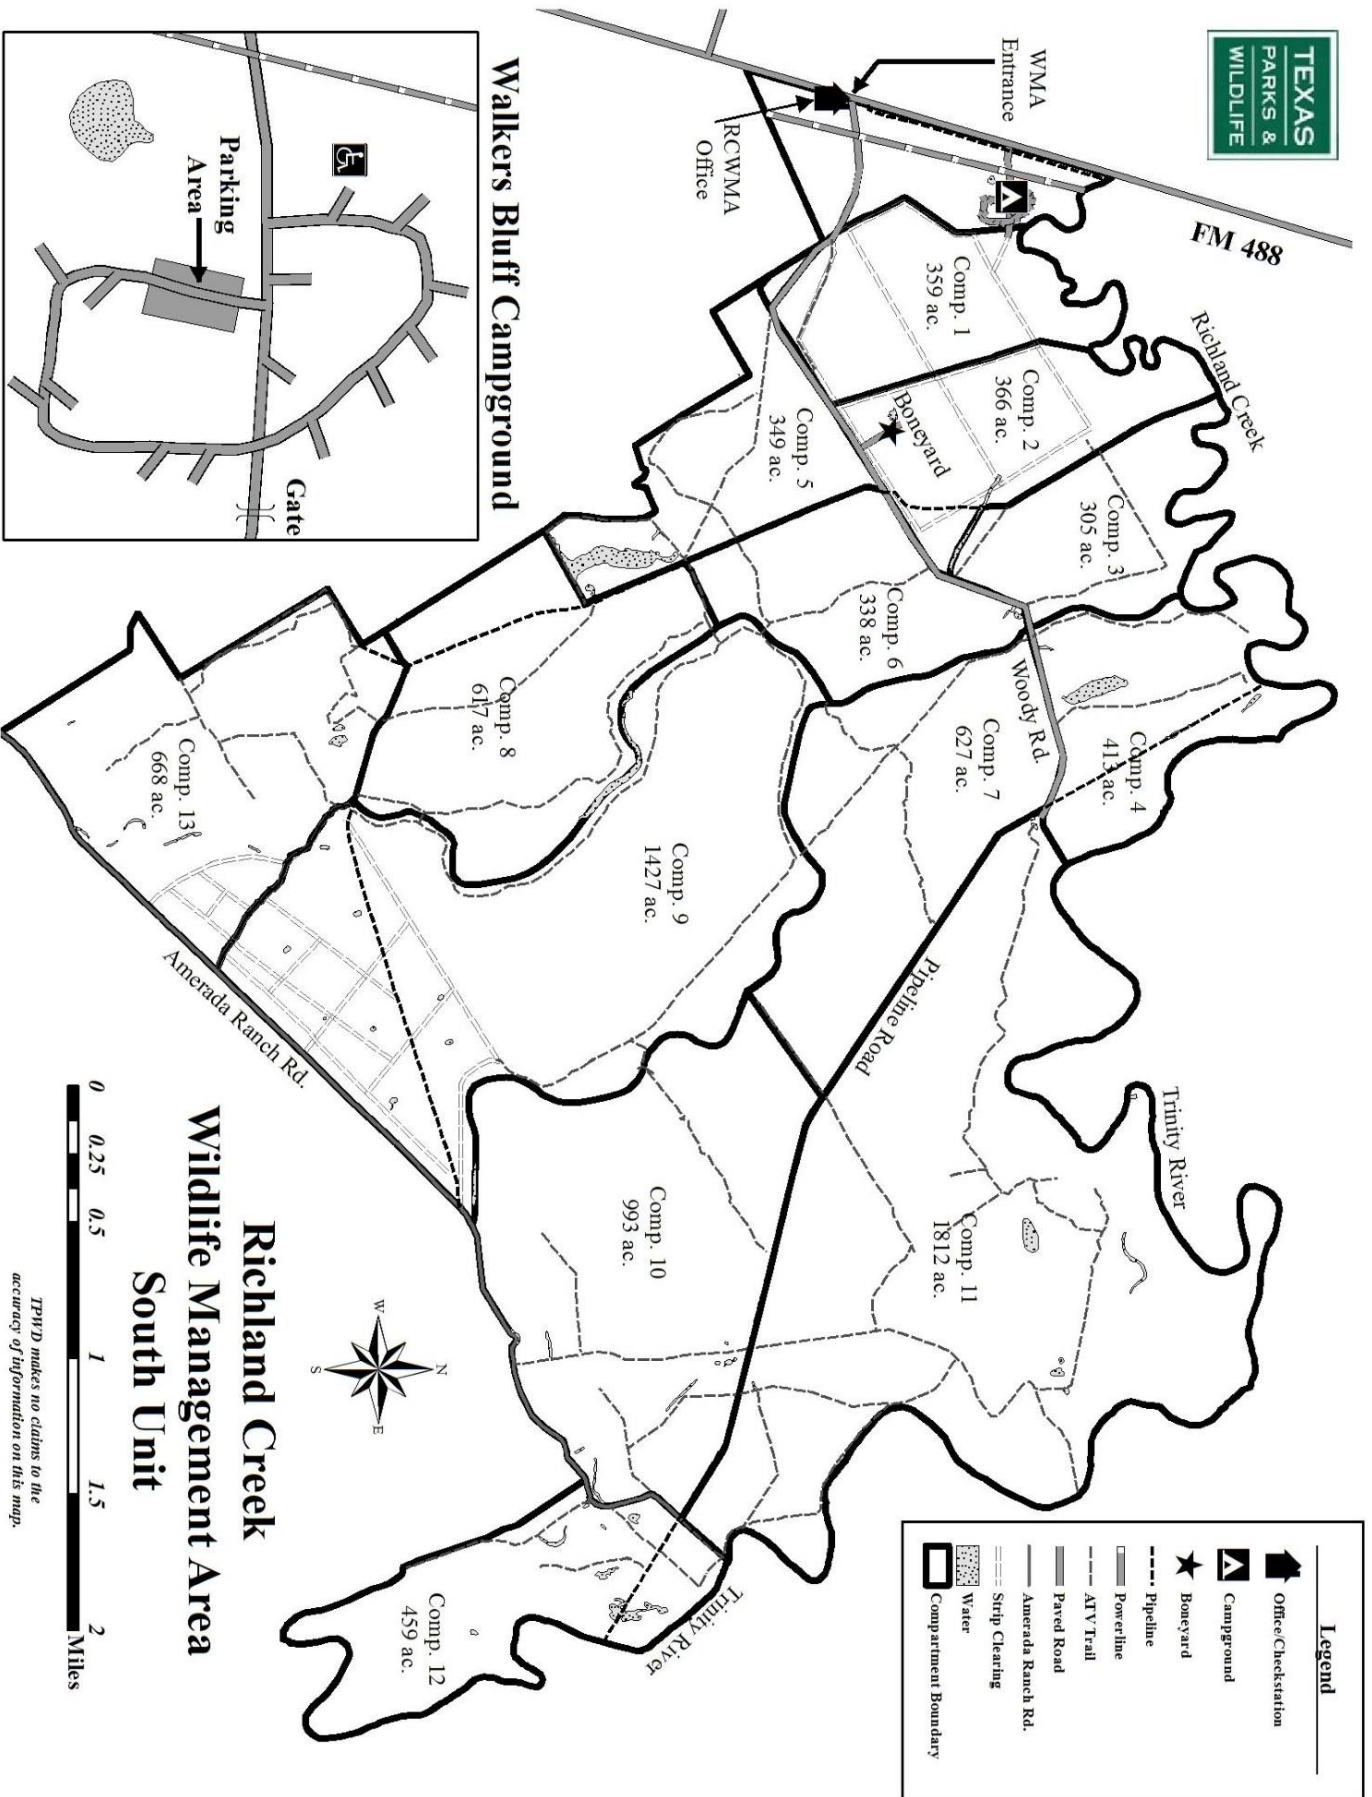 TEXAS
PARKS &
WILDLIFE
WMA
Entrance
RCWMA
Office
FM 488
Richland Creek
Comp. 1
359 ac.
Comp. 2
366 ac.
Boneyard
Comp. 3
305 ac.
Comp. 4
413 ac.
Comp. 5
349 ac.
Comp. 6
338 ac.
Woody Rd.
Comp. 7
627 ac.
Comp. 8
617 ac.
Comp. 9
1427 ac.
Pipeline Road
Trinity River
Comp. 10
993 ac.
Comp. 11
1812 ac.
Comp. 12
459 ac.
Trinity River
Comp. 13
668 ac.
Amerada Ranch Rd.
Walkers Bluff Campground
Parking
Area
Gate
Legend
Office/Checkstation
Campground
Boneyard
Pipeline
Powerline
ATV Trail
Paved Road
Amerada Ranch Rd.
Strip Clearing
Water
Compartment Boundary
Richland Creek
Wildlife Management Area
South Unit
N
W
E
S
0 0.25 0.5 1 1.5 2
Miles
TPWD makes no claims to the
accuracy of information on this map.